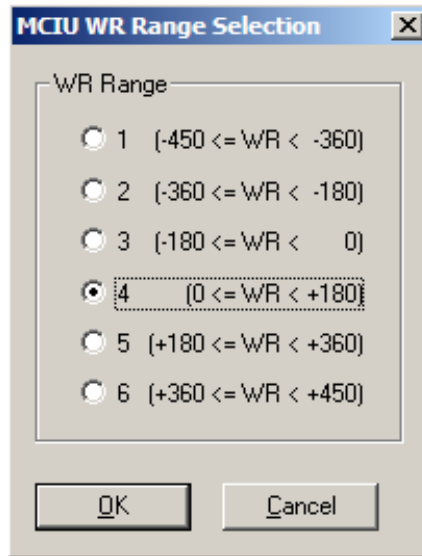 MCIU WR Range Selection
WR Range
1 (-450 <= WR < -360)
2 (-360 <= WR < -180)
3 (-180 <= WR < 0)
4 (0 <= WR < +180)
5 (+180 <= WR < +360)
6 (+360 <= WR < +450)
OK Cancel